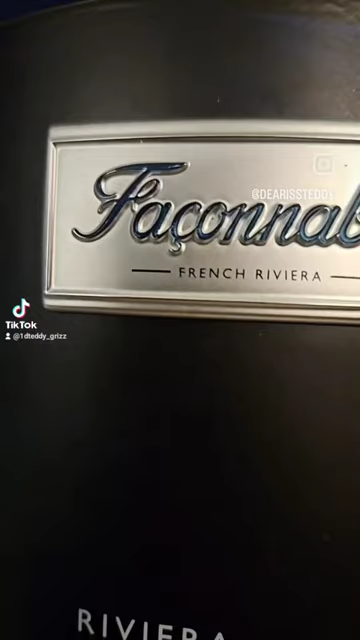 @DEARISSTEDDY
Façonnab
FRENCH RIVIERA
TikTok
@1dteddy_grizz
RIVIERA